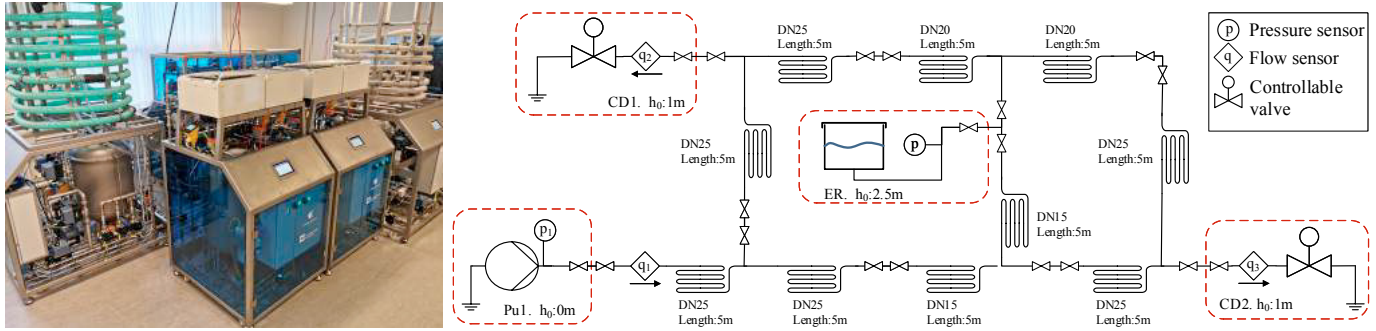 DN25
Length:5m
DN20
Length:5m
DN20
Length:5m
p Pressure sensor
q Flow sensor
Controllable
valve
q₂
CD1. h₀:1m
DN25
Length:5m
p
ER. h₀:2.5m
DN25
Length:5m
DN15
Length:5m
p₁
q₁
Pu1. h₀:0m
DN25
Length:5m
DN25
Length:5m
DN15
Length:5m
DN25
Length:5m
q₃
CD2. h₀:1m